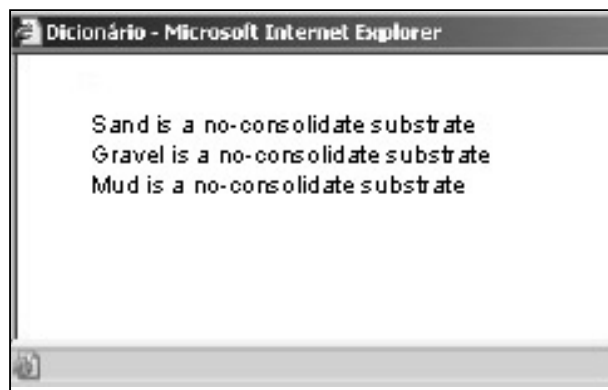 Dicionário - Microsoft Internet Explorer
Sand is a no-consolidate substrate
Gravel is a no-consolidate substrate
Mud is a no-consolidate substrate